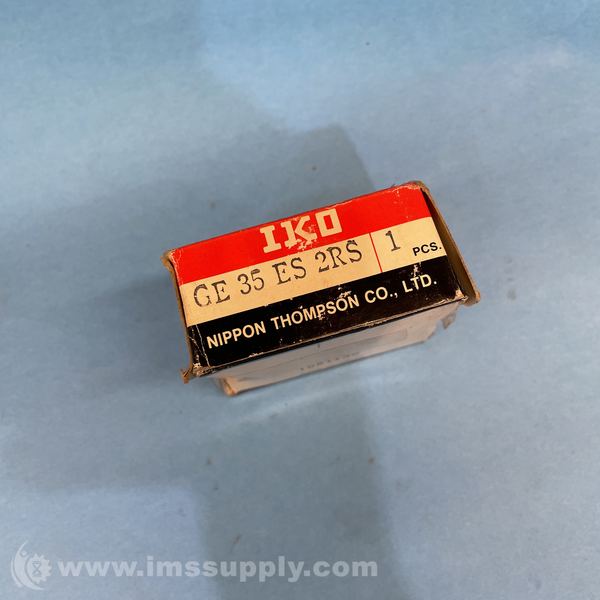 IKO
GE 35 ES 2RS 1 PCS.
NIPPON THOMPSON CO., LTD.
www.imssupply.com